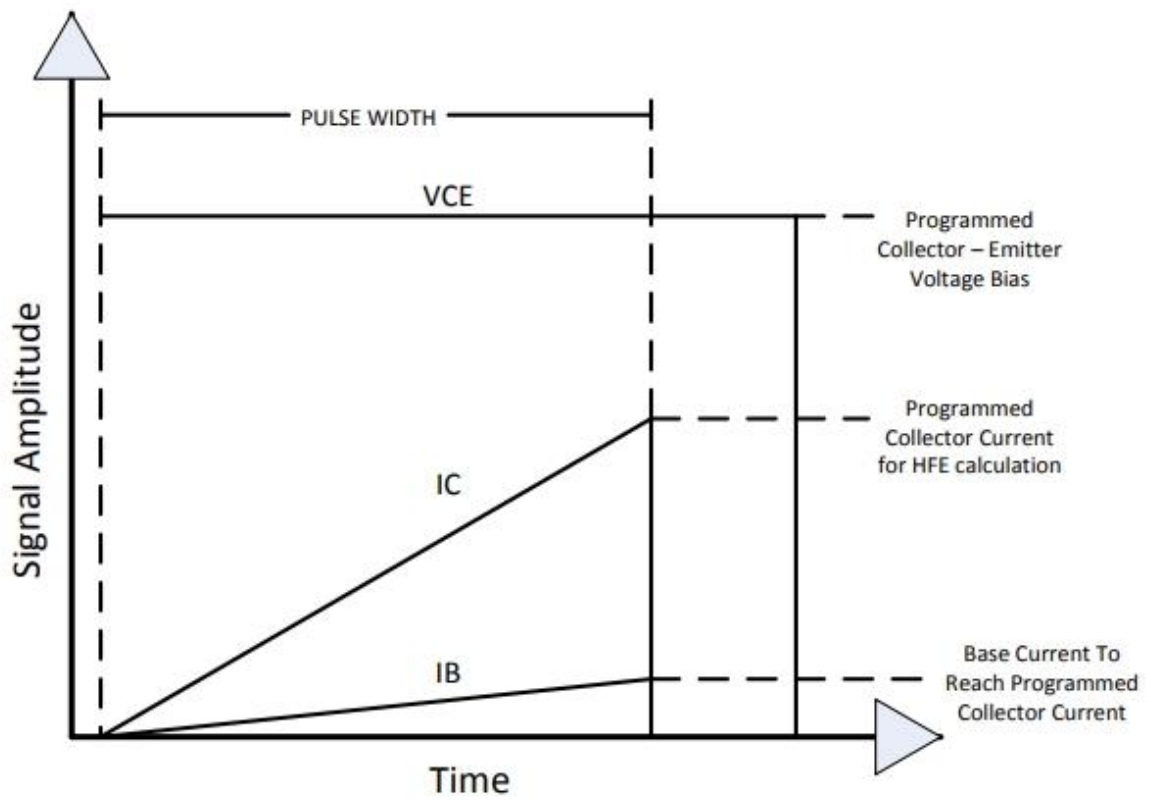 PULSE WIDTH
VCE
Programmed
Collector – Emitter
Voltage Bias
Signal Amplitude
Programmed
Collector Current
for HFE calculation
IC
IB
Base Current To
Reach Programmed
Collector Current
Time